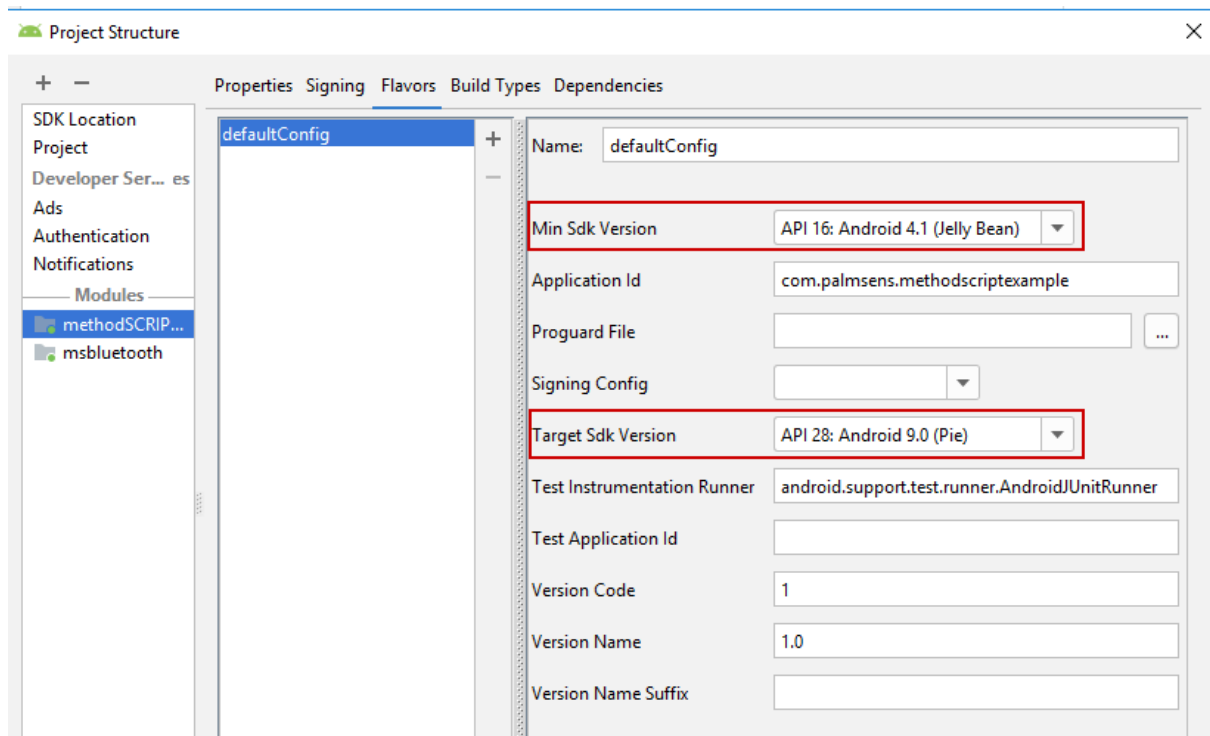 Project Structure
Properties Signing Flavors Build Types Dependencies
SDK Location
Project
Developer Ser... es
Ads
Authentication
Notifications
Modules
methodSCRIP...
msbluetooth
defaultConfig
Name: defaultConfig
Min Sdk Version API 16: Android 4.1 (Jelly Bean)
Application Id com.palmsens.methodscriptexample
Proguard File ...
Signing Config
Target Sdk Version API 28: Android 9.0 (Pie)
Test Instrumentation Runner android.support.test.runner.AndroidJUnitRunner
Test Application Id
Version Code 1
Version Name 1.0
Version Name Suffix